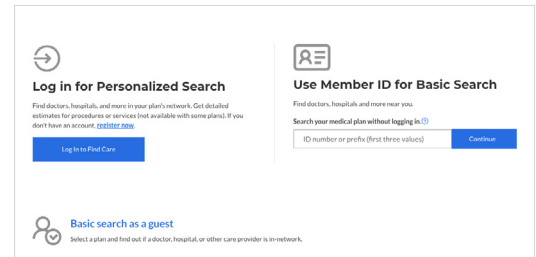 Log in for Personalized Search
Find doctors, hospitals, and more in your plan's network. Get detailed
estimates for procedures or services (not available with some plans). If you
don't have an account, register now.
Log In to Find Care
Use Member ID for Basic Search
Find doctors, hospitals and more near you.
Search your medical plan without logging in.
ID number or prefix (first three values)
Continue
Basic search as a guest
Select a plan and find out if a doctor, hospital, or other care provider is in-network.